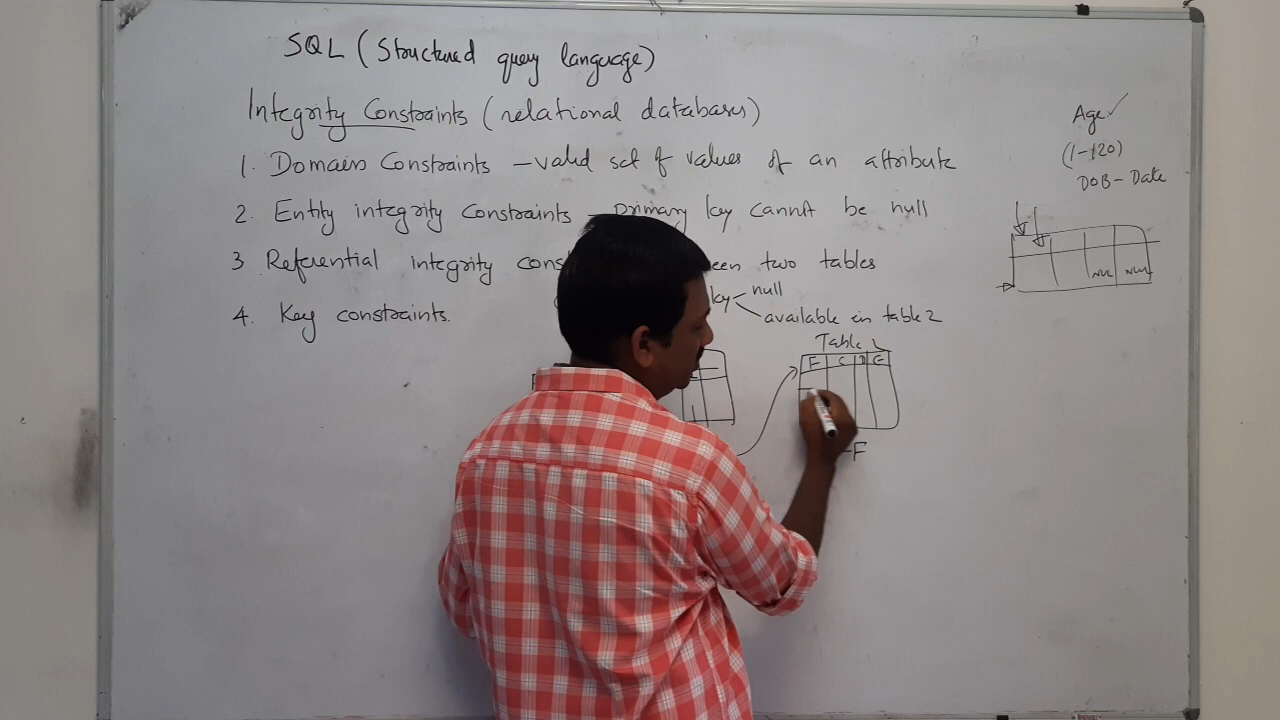 SQL (Structured query language)
Integrity Constraints (relational databases)
1. Domain Constraints – valid set of values of an attribute
2. Entity integrity Constraints – primary key cannot be null
3 Referential integrity cons een two tables
key null
available in table 2
4. Key constraints.
Table 2
F C D E
F
Age ✓
(1-120)
DOB – Date
NULL NULL